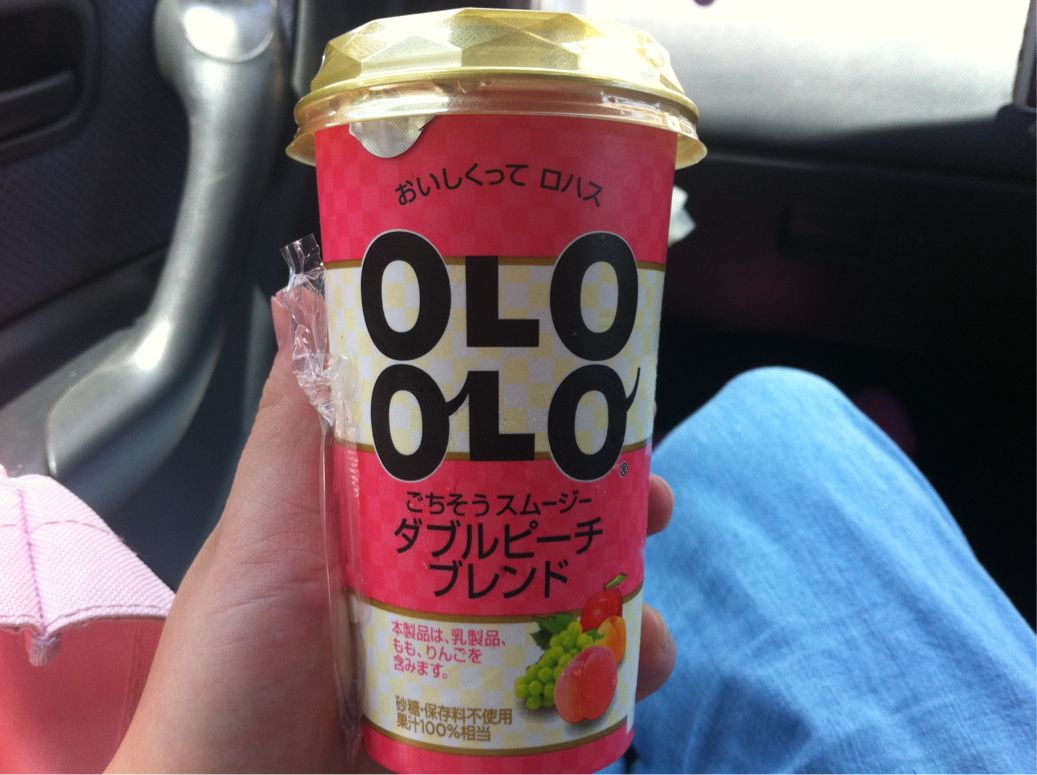 おいしくって ロハス
OLO
OLO®
ごちそうスムージー
ダブルピーチ
ブレンド
本製品は、乳製品、
もも、りんごを
含みます。
砂糖・保存料不使用
果汁100%相当